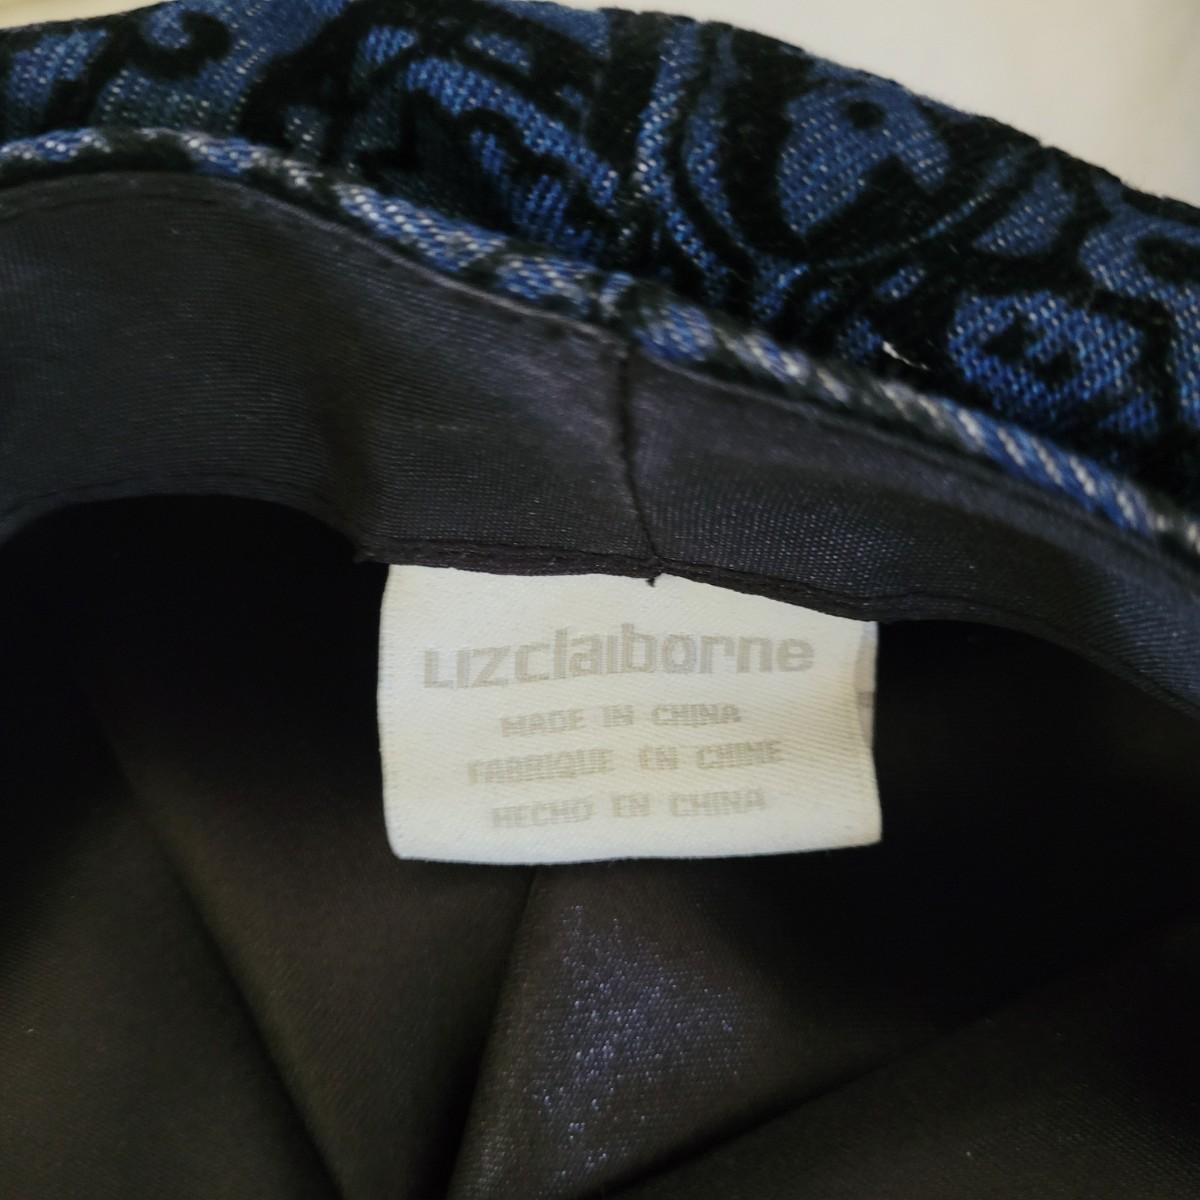 Lizclaiborne
MADE IN CHINA
FABRIQUE EN CHINE
HECHO EN CHINA